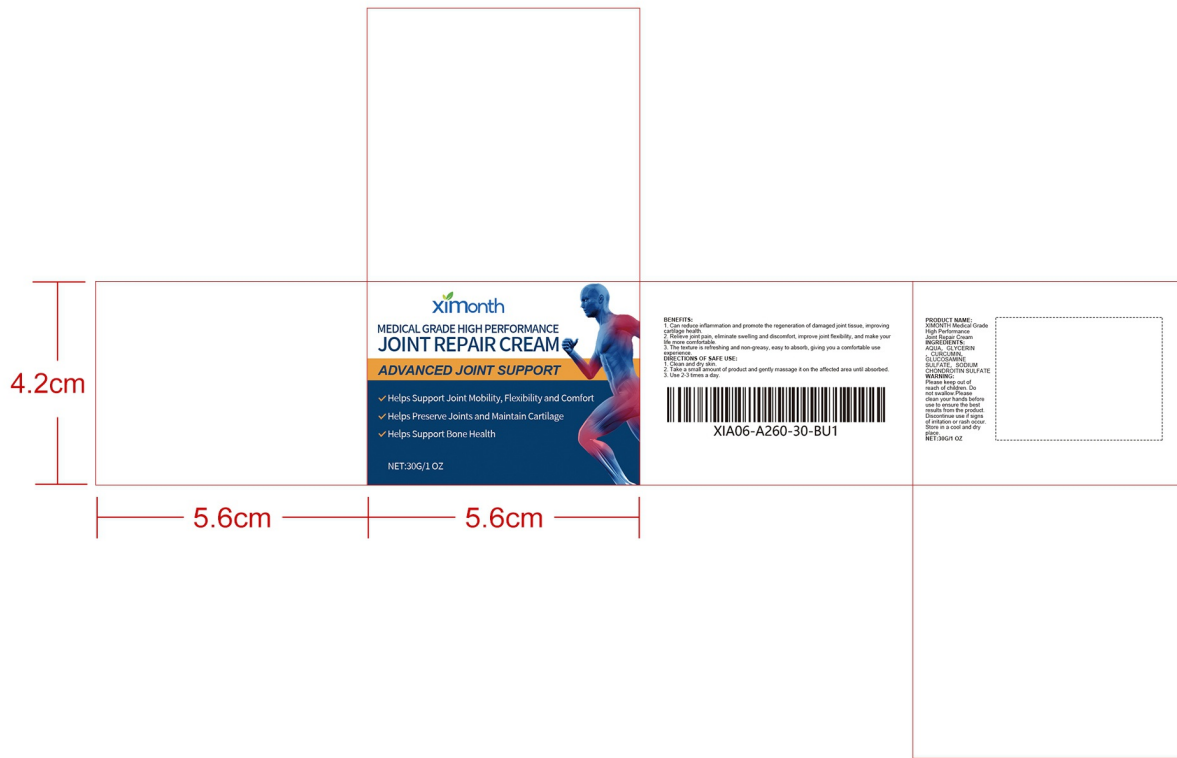 ximonth
MEDICAL GRADE HIGH PERFORMANCE
JOINT REPAIR CREAM
ADVANCED JOINT SUPPORT
Helps Support Joint Mobility, Flexibility and Comfort
Helps Preserve Joints and Maintain Cartilage
Helps Support Bone Health
NET:30G/1 OZ
BENEFITS:
1. Can reduce inflammation and promote the regeneration of damaged joint tissue, improving
cartilage health.
2. Relieve joint pain, eliminate swelling and discomfort, improve joint flexibility, and make your
life more comfortable.
3. The texture is refreshing and non-greasy, easy to absorb, giving you a comfortable use
experience.
DIRECTIONS OF SAFE USE:
1. Clean and dry skin.
2. Take a small amount of product and gently massage it on the affected area until absorbed.
3. Use 2-3 times a day.
XIA06-A260-30-BU1
PRODUCT NAME:
XIMONTH Medical Grade
High Performance
Joint Repair Cream
INGREDIENTS:
AQUA, GLYCERIN
, CURCUMIN,
GLUCOSAMINE
SULFATE, SODIUM
CHONDROITIN SULFATE
WARNING:
Please keep out of
reach of children. Do
not swallow.Please
clean your hands before
use to ensure the best
results from the product.
Discontinue use if signs
of irritation or rash occur.
Store in a cool and dry
place.
NET:30G/1 OZ
4.2cm
5.6cm
5.6cm